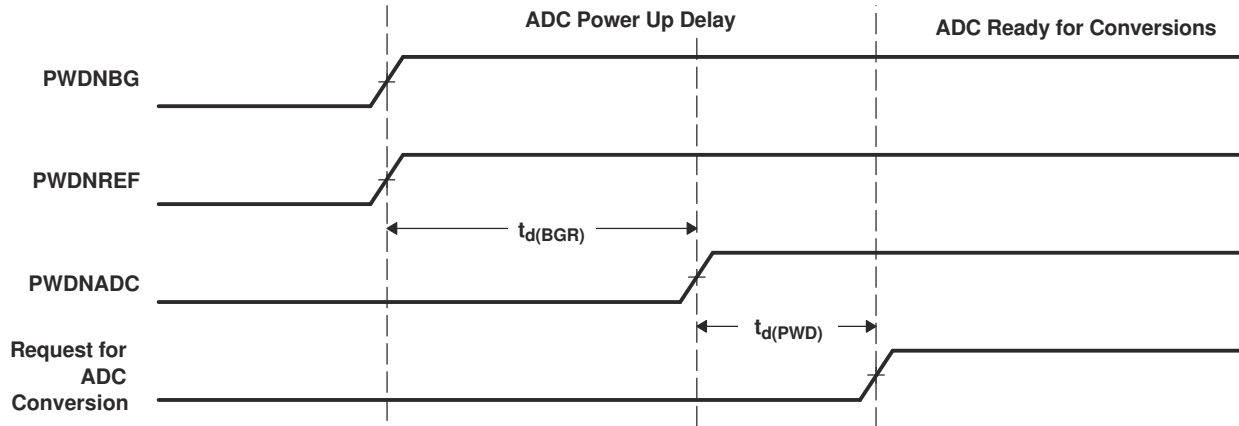 ADC Power Up Delay
ADC Ready for Conversions
PWDNBG
PWDNREF
td(BGR)
PWDNADC
td(PWD)
Request for
ADC
Conversion